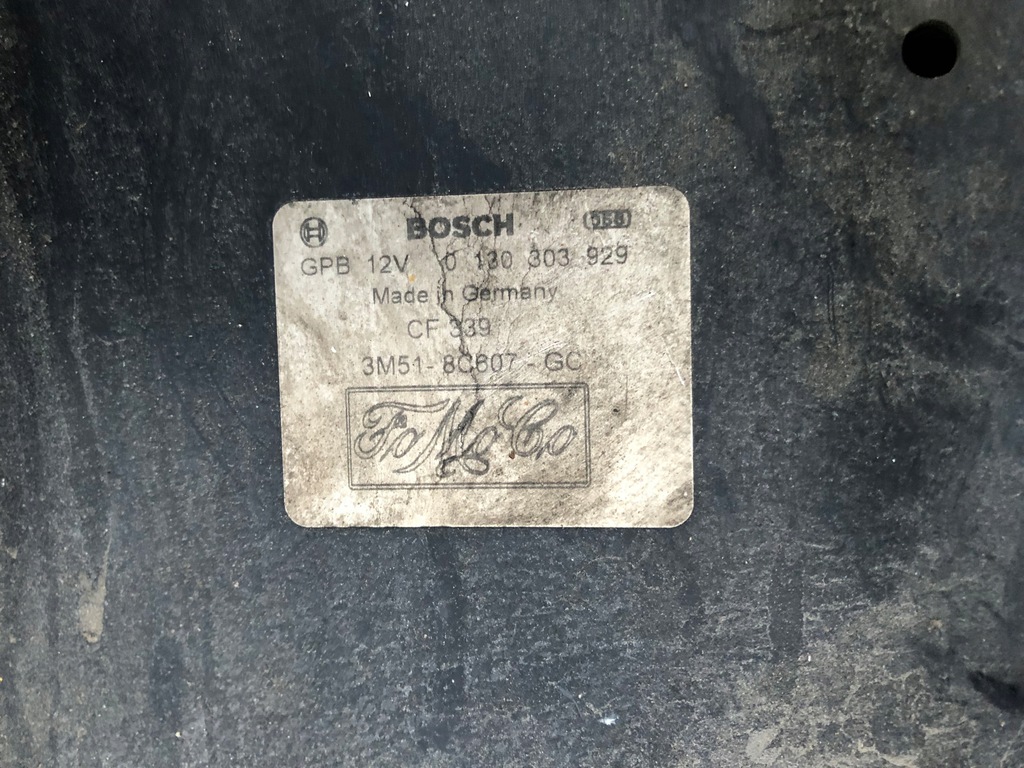 BOSCH
GPB 12V 0 130 303 929
Made in Germany
CF 339
3M51-8C607-GC
FoMoCo